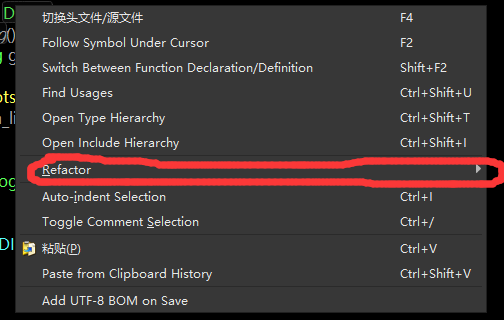 切换头文件/源文件 F4
Follow Symbol Under Cursor F2
Switch Between Function Declaration/Definition Shift+F2
Find Usages Ctrl+Shift+U
Open Type Hierarchy Ctrl+Shift+T
Open Include Hierarchy Ctrl+Shift+I
Refactor
Auto-indent Selection Ctrl+I
Toggle Comment Selection Ctrl+/
粘贴(P) Ctrl+V
Paste from Clipboard History Ctrl+Shift+V
Add UTF-8 BOM on Save